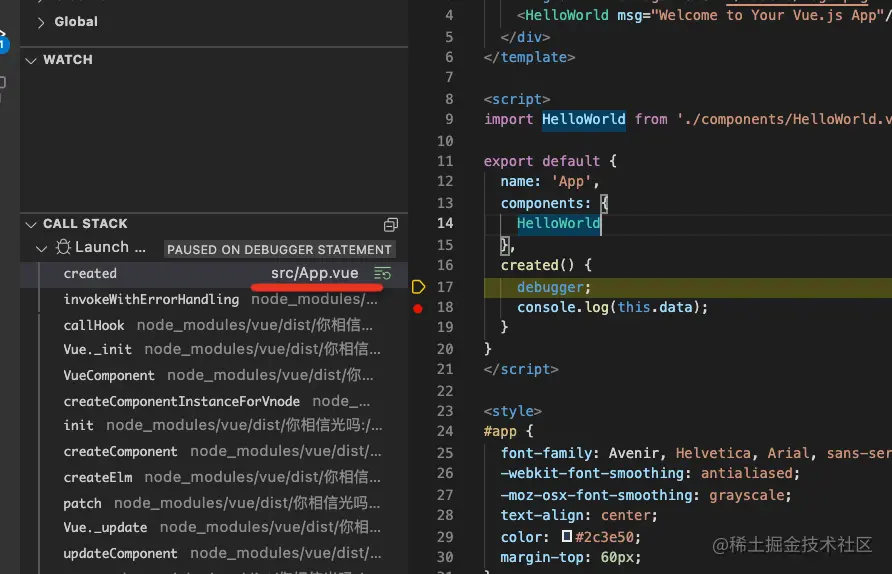 Global
WATCH
CALL STACK
Launch ... PAUSED ON DEBUGGER STATEMENT
created src/App.vue
invokeWithErrorHandling node_modules/...
callHook node_modules/vue/dist/你相信...
Vue._init node_modules/vue/dist/你相信光...
VueComponent node_modules/vue/dist/你...
createComponentInstanceForVnode node_...
init node_modules/vue/dist/你相信光吗:/...
createComponent node_modules/vue/dist/...
createElm node_modules/vue/dist/你相信...
patch node_modules/vue/dist/你相信光吗...
Vue._update node_modules/vue/dist/你相...
updateComponent node_modules/vue/dist/...
4 <HelloWorld msg="Welcome to Your Vue.js App"/
5 </div>
6 </template>
7
8 <script>
9 import HelloWorld from './components/HelloWorld.v
10
11 export default {
12 name: 'App',
13 components: {
14 HelloWorld
15 },
16 created() {
17 debugger;
18 console.log(this.data);
19 }
20 }
21 </script>
22
23 <style>
24 #app {
25 font-family: Avenir, Helvetica, Arial, sans-ser
26 -webkit-font-smoothing: antialiased;
27 -moz-osx-font-smoothing: grayscale;
28 text-align: center;
29 color: #2c3e50;
30 margin-top: 60px;
@稀土掘金技术社区